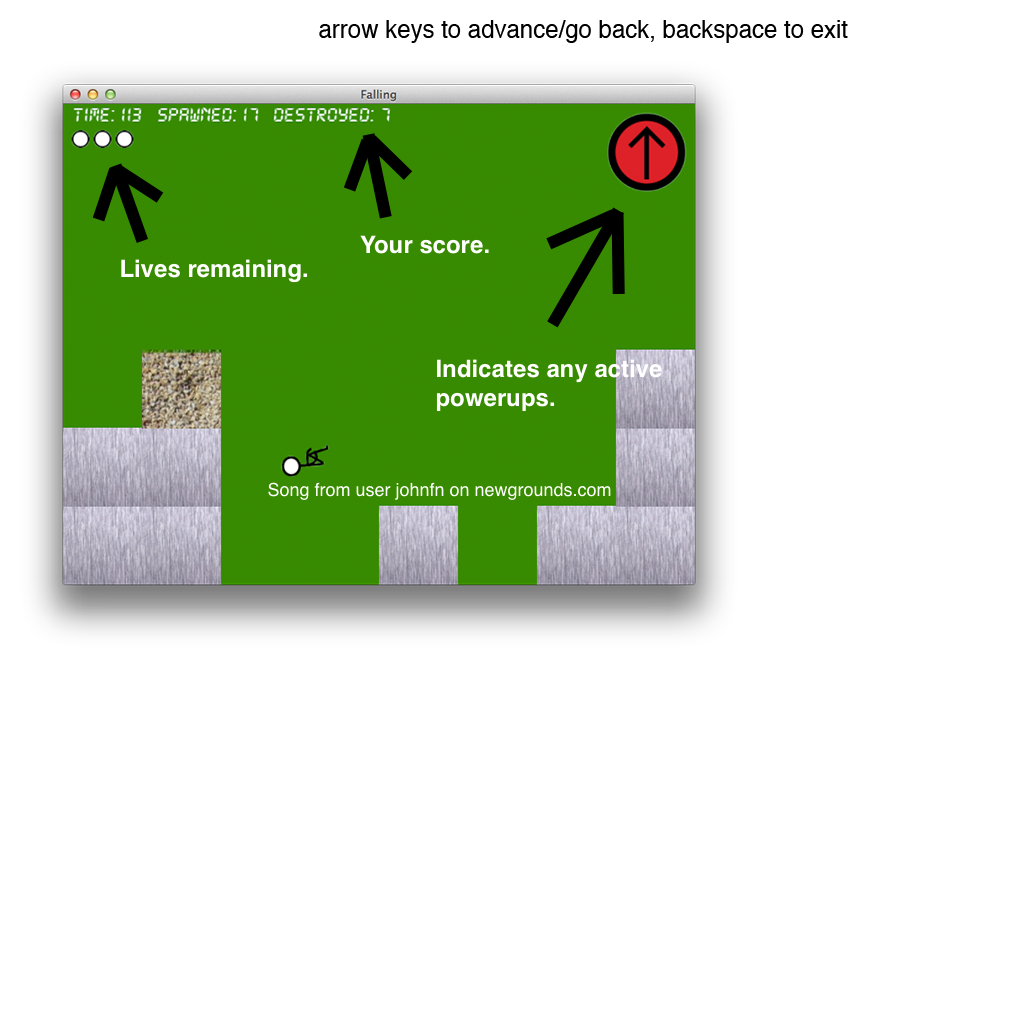 arrow keys to advance/go back, backspace to exit
Falling
TIME: 113 SPAWNED: 17 DESTROYED: 7
Your score.
Lives remaining.
Indicates any active
powerups.
Song from user johnfn on newgrounds.com